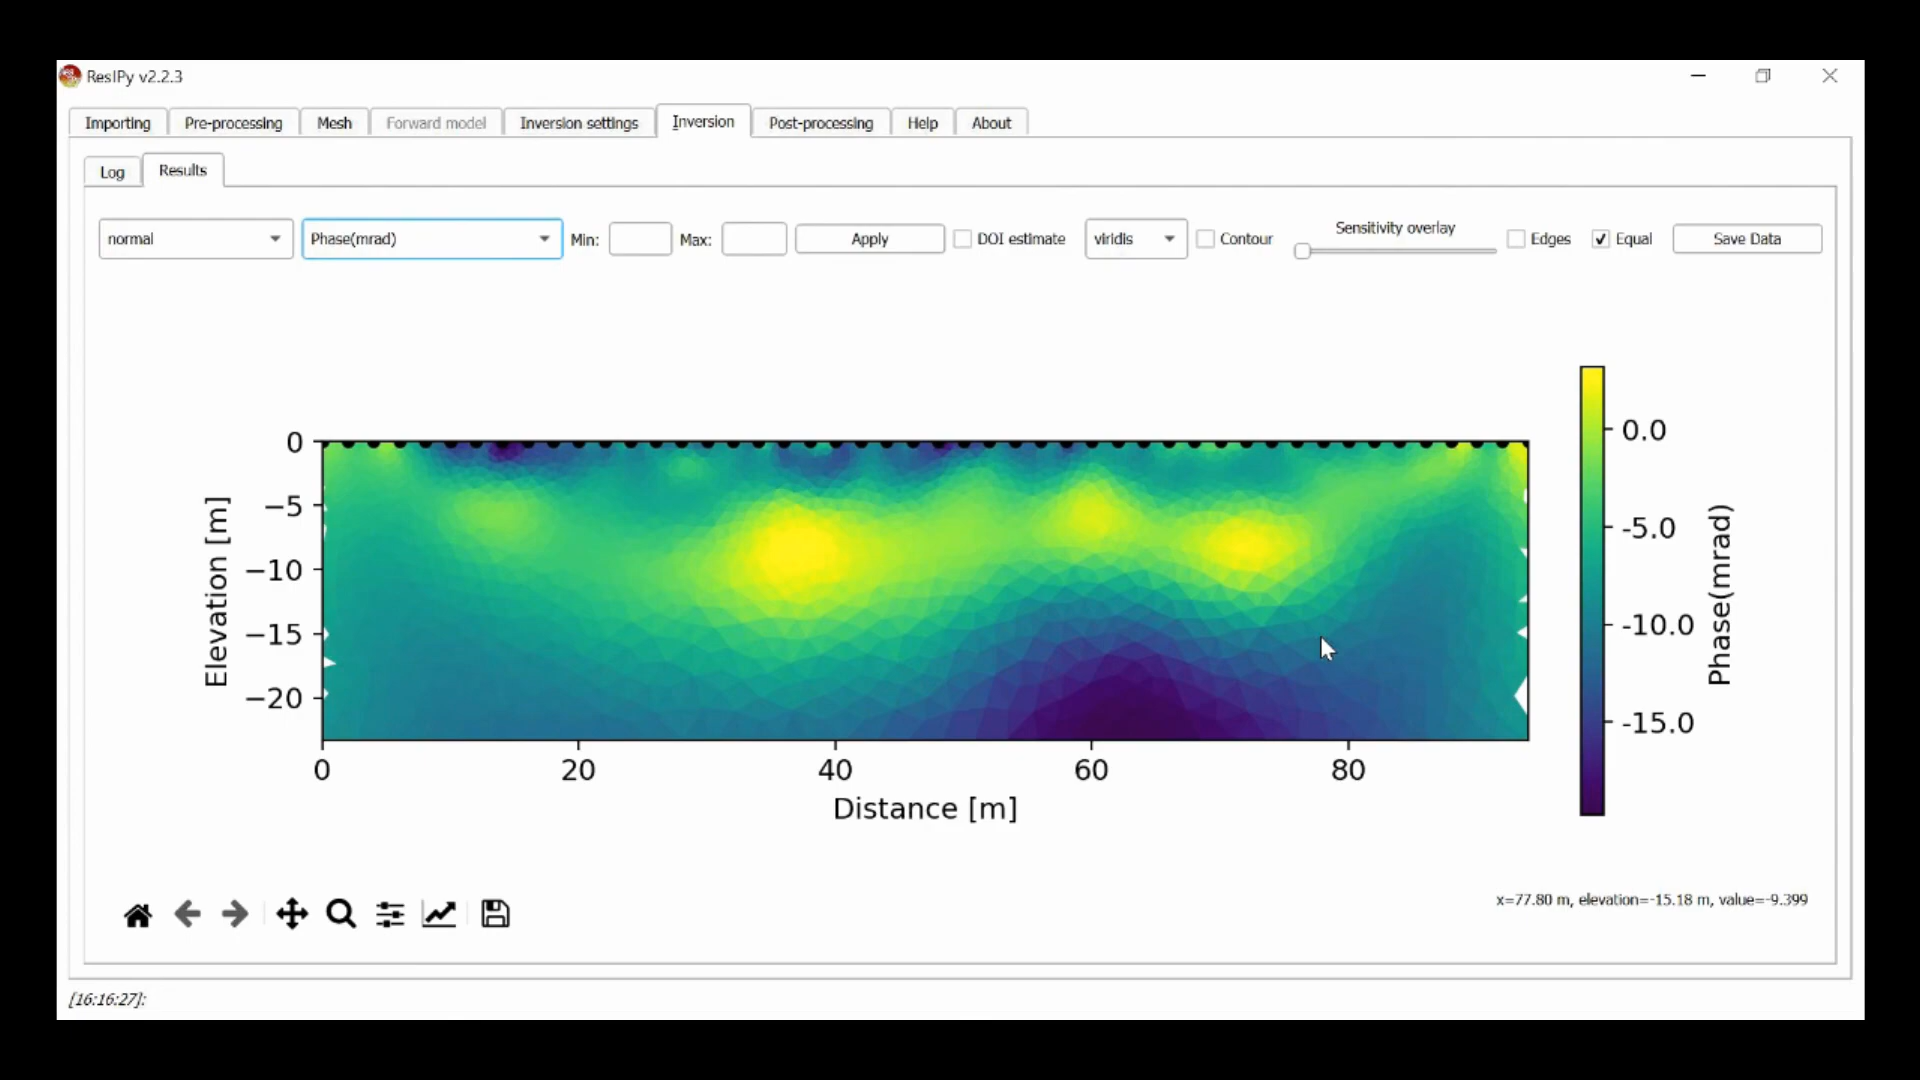 ResIPy v2.2.3
Importing Pre-processing Mesh Forward model Inversion settings Inversion Post-processing Help About
Log Results
normal Phase(mrad) Min: Max: Apply DOI estimate viridis Contour Sensitivity overlay Edges Equal Save Data
0
−5
−10
−15
−20
Elevation [m]
0 20 40 60 80
Distance [m]
0.0
-5.0
-10.0
-15.0
Phase(mrad)
x=77.80 m, elevation=-15.18 m, value=-9.399
[16:16:27]: